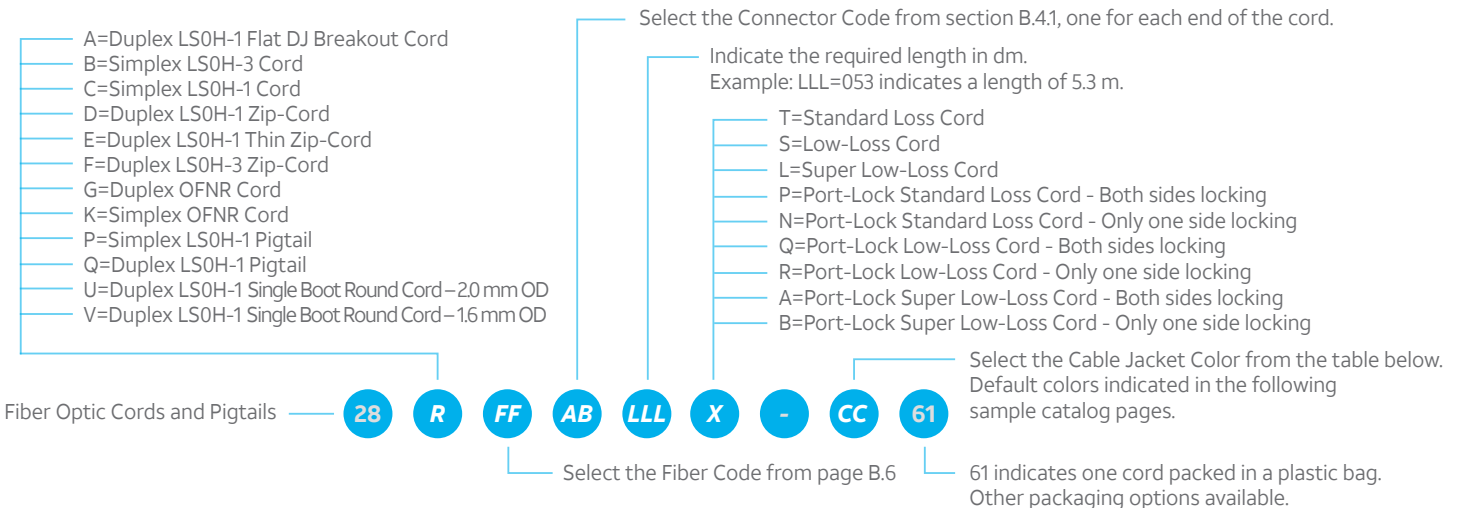 Select the Connector Code from section B.4.1, one for each end of the cord.
A=Duplex LS0H-1 Flat DJ Breakout Cord
B=Simplex LS0H-3 Cord
C=Simplex LS0H-1 Cord
D=Duplex LS0H-1 Zip-Cord
E=Duplex LS0H-1 Thin Zip-Cord
F=Duplex LS0H-3 Zip-Cord
G=Duplex OFNR Cord
K=Simplex OFNR Cord
P=Simplex LS0H-1 Pigtail
Q=Duplex LS0H-1 Pigtail
U=Duplex LS0H-1 Single Boot Round Cord – 2.0 mm OD
V=Duplex LS0H-1 Single Boot Round Cord – 1.6 mm OD
Indicate the required length in dm.
Example: LLL=053 indicates a length of 5.3 m.
T=Standard Loss Cord
S=Low-Loss Cord
L=Super Low-Loss Cord
P=Port-Lock Standard Loss Cord - Both sides locking
N=Port-Lock Standard Loss Cord - Only one side locking
Q=Port-Lock Low-Loss Cord - Both sides locking
R=Port-Lock Low-Loss Cord - Only one side locking
A=Port-Lock Super Low-Loss Cord - Both sides locking
B=Port-Lock Super Low-Loss Cord - Only one side locking
Select the Cable Jacket Color from the table below.
Default colors indicated in the following
sample catalog pages.
Fiber Optic Cords and Pigtails 28 R FF AB LLL X - CC 61
Select the Fiber Code from page B.6
61 indicates one cord packed in a plastic bag.
Other packaging options available.